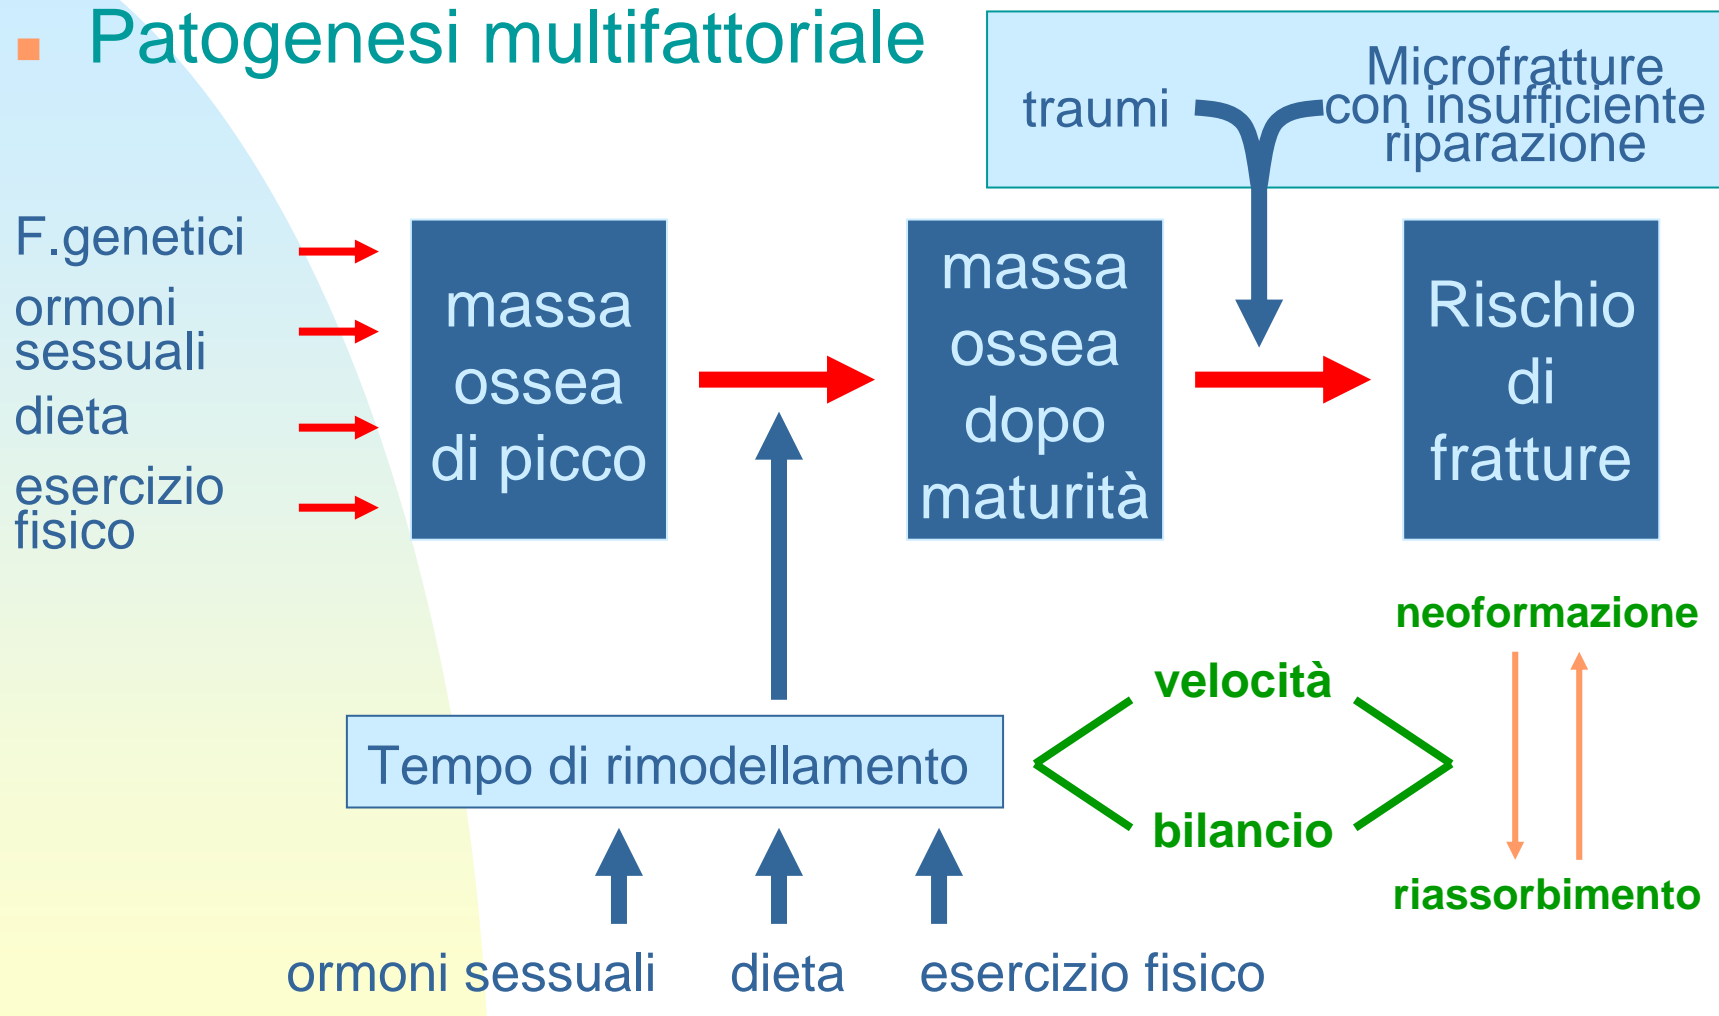 Patogenesi multifattoriale
traumi
Microfratture
con insufficiente
riparazione
F.genetici
ormoni
sessuali
dieta
esercizio
fisico
massa
ossea
di picco
massa
ossea
dopo
maturità
Rischio
di
fratture
neoformazione
velocità
Tempo di rimodellamento
bilancio
riassorbimento
ormoni sessuali
dieta
esercizio fisico